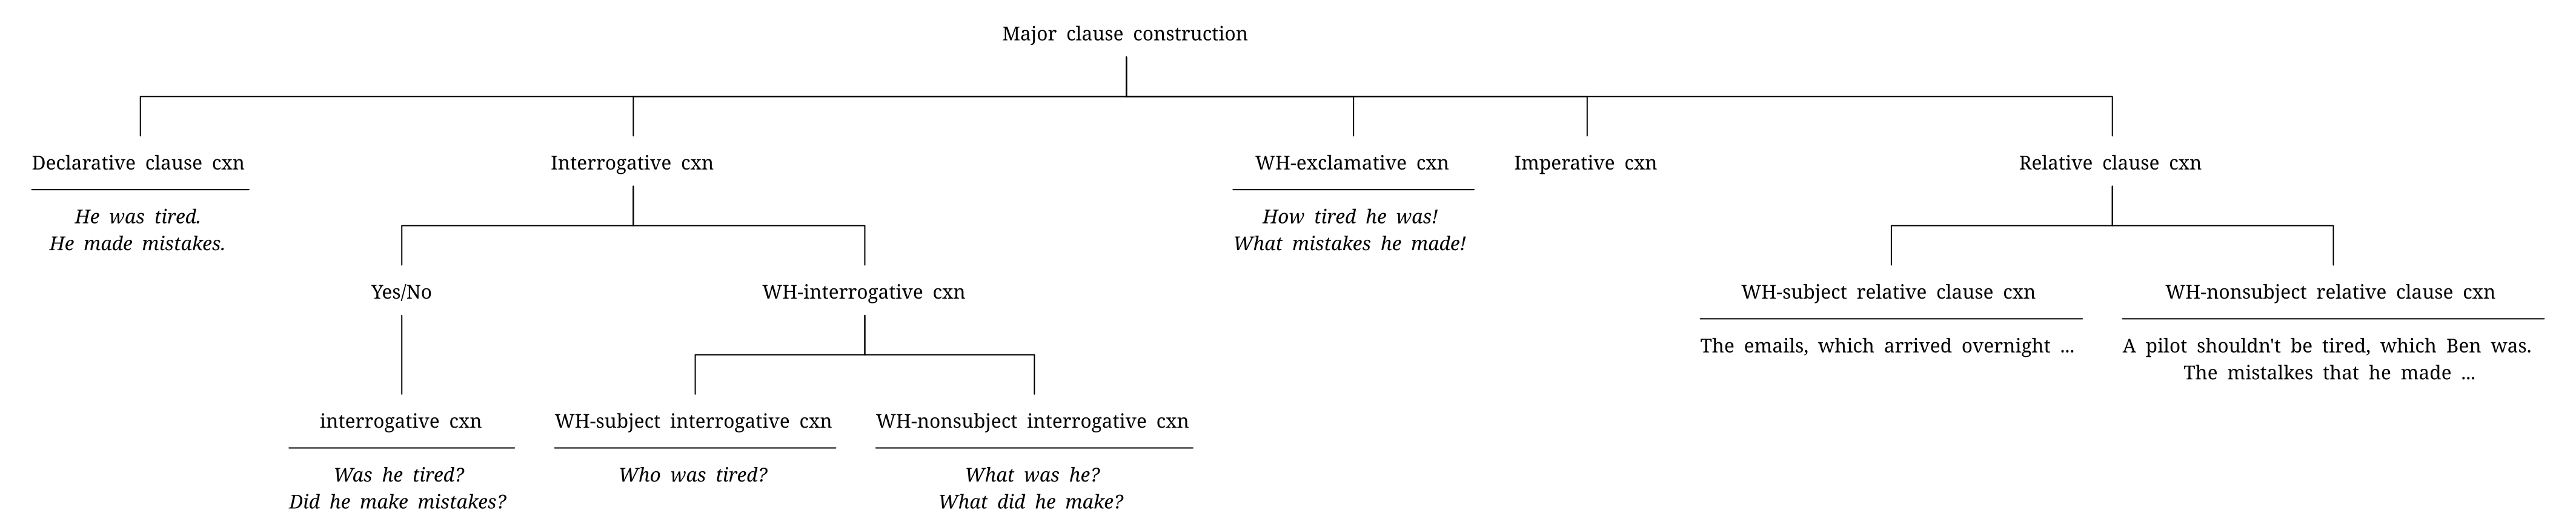 Major clause construction
Declarative clause cxn
Interrogative cxn
WH-exclamative cxn
Imperative cxn
Relative clause cxn
He was tired.
He made mistakes.
How tired he was!
What mistakes he made!
Yes/No
WH-interrogative cxn
WH-subject relative clause cxn
WH-nonsubject relative clause cxn
The emails, which arrived overnight ...
A pilot shouldn't be tired, which Ben was.
The mistalkes that he made ...
interrogative cxn
WH-subject interrogative cxn
WH-nonsubject interrogative cxn
Was he tired?
Did he make mistakes?
Who was tired?
What was he?
What did he make?